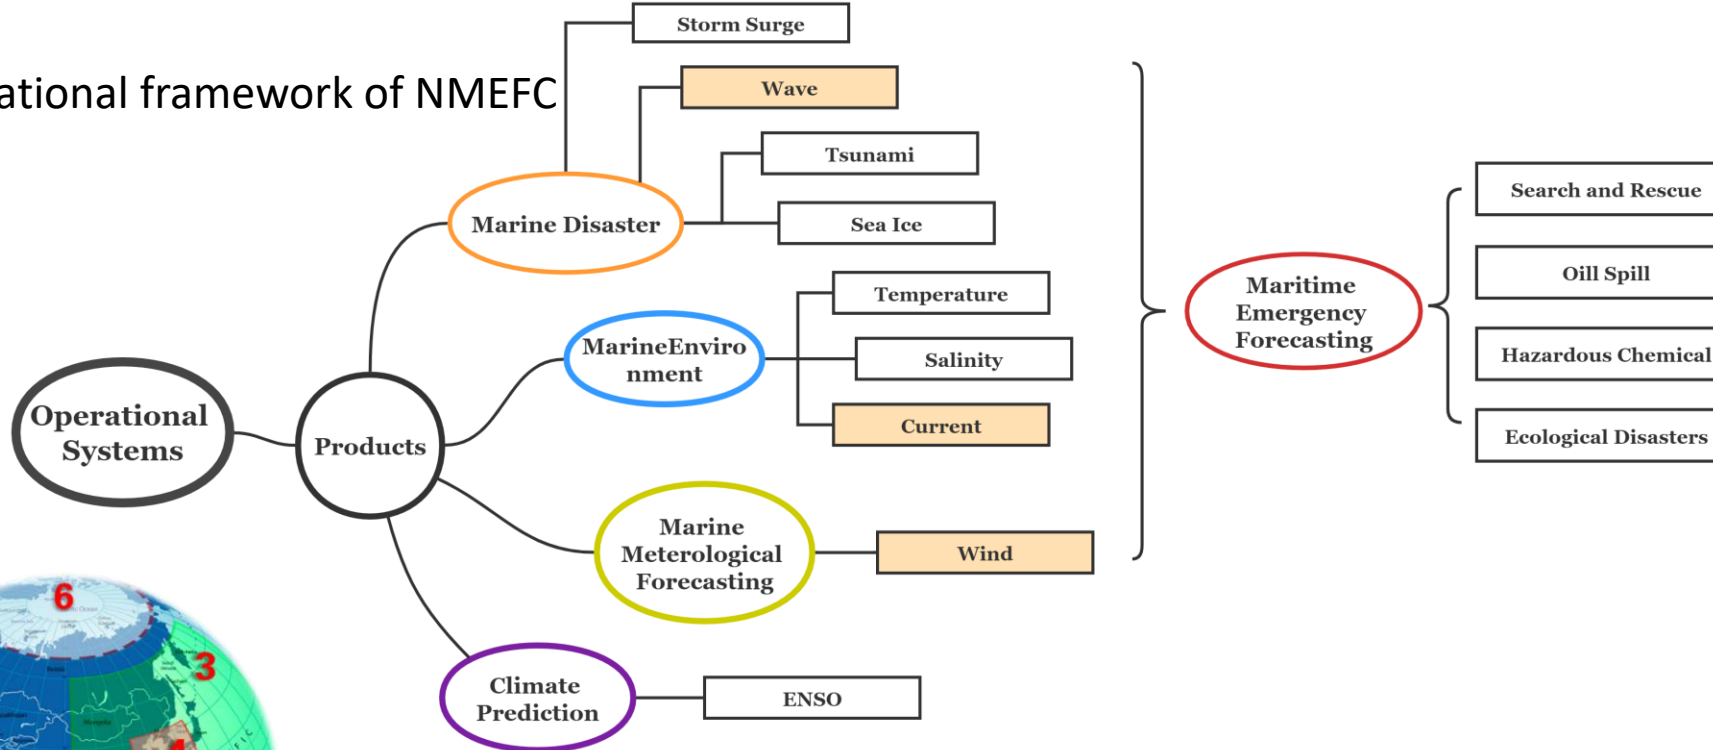 ational framework of NMEFC
Storm Surge
Wave
Tsunami
Sea Ice
Marine Disaster
Temperature
Salinity
Current
MarineEnviro
nment
Operational
Systems
Products
Marine
Meterological
Forecasting
Wind
Climate
Prediction
ENSO
Maritime
Emergency
Forecasting
Search and Rescue
Oill Spill
Hazardous Chemical
Ecological Disasters
6
3
Mongolia